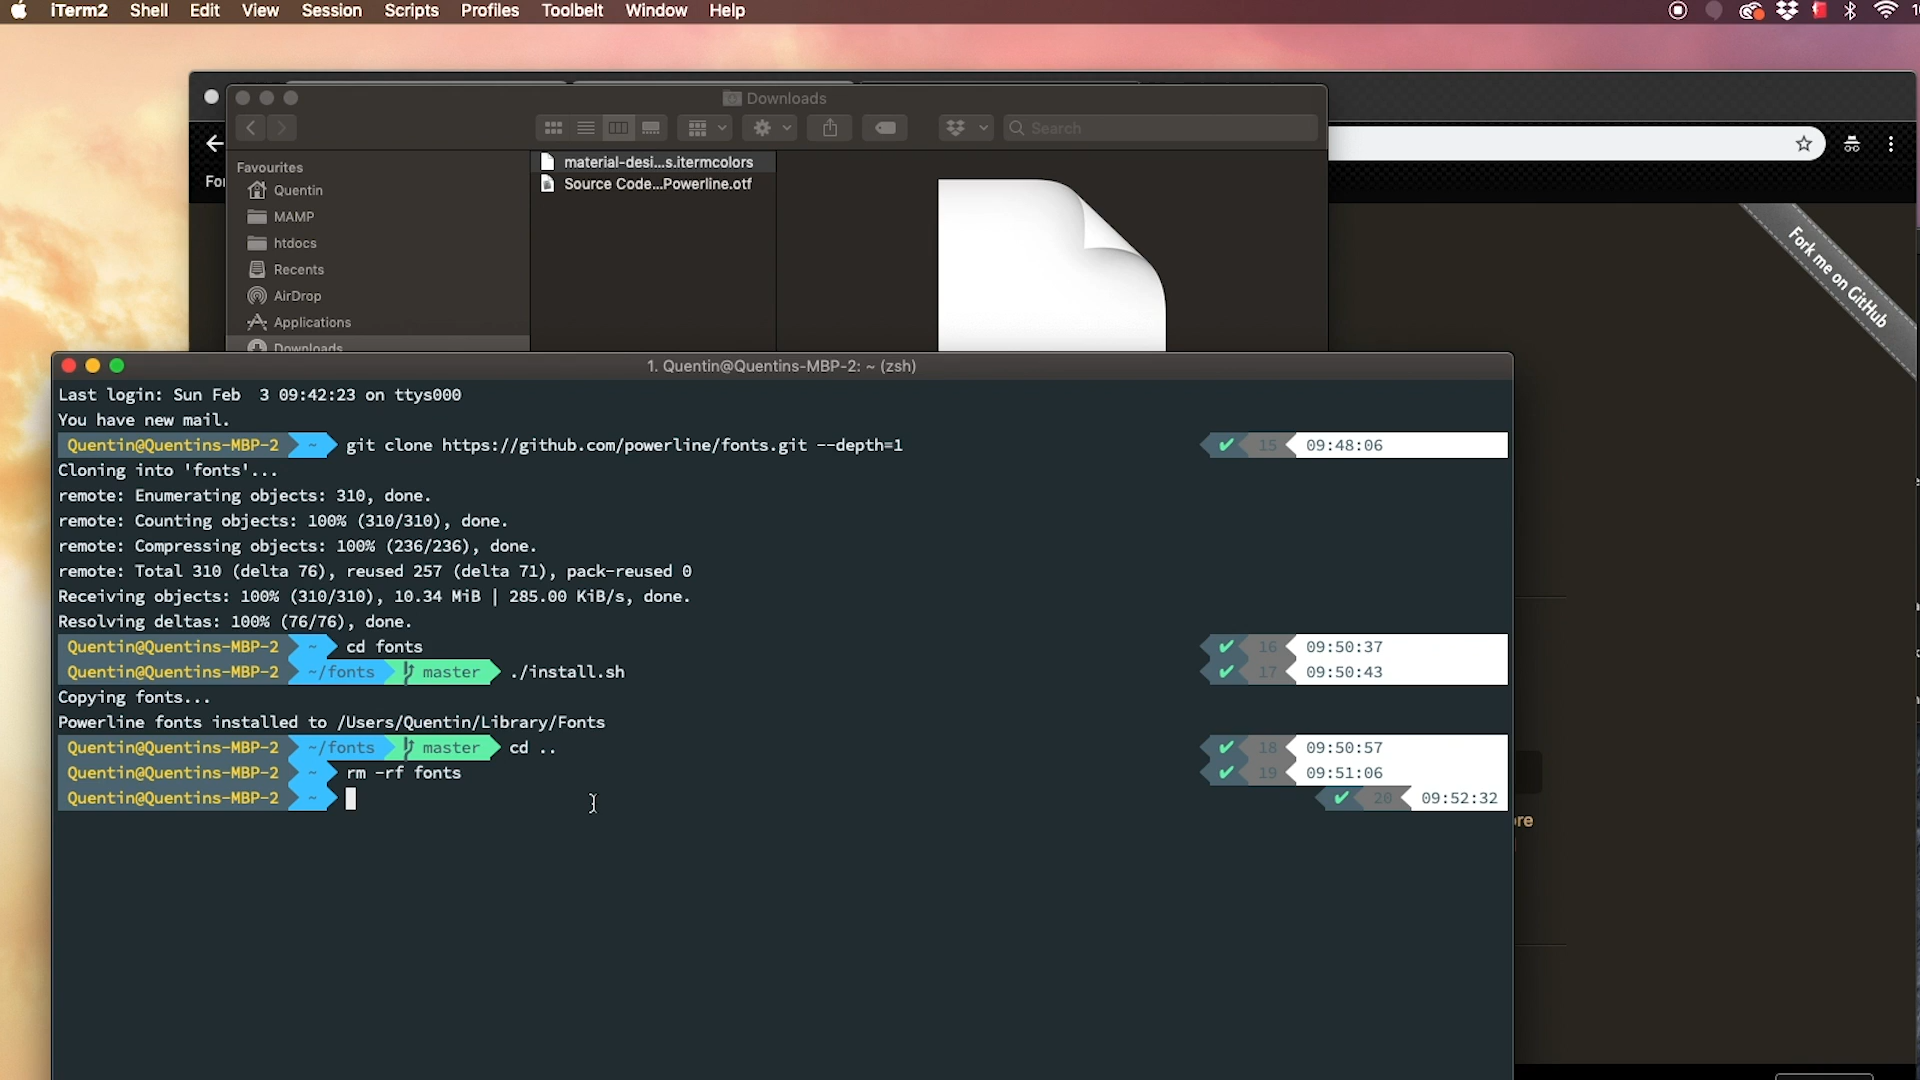 iTerm2 Shell Edit View Session Scripts Profiles Toolbelt Window Help
Downloads
Search
Favourites
Quentin
MAMP
htdocs
Recents
AirDrop
Applications
Downloads
material-desi...s.itermcolors
Source Code...Powerline.otf
Fork me on GitHub
1. Quentin@Quentins-MBP-2: ~ (zsh)
Last login: Sun Feb  3 09:42:23 on ttys000
You have new mail.
Quentin@Quentins-MBP-2 ~ git clone https://github.com/powerline/fonts.git --depth=1 ✔ 15 09:48:06
Cloning into 'fonts'...
remote: Enumerating objects: 310, done.
remote: Counting objects: 100% (310/310), done.
remote: Compressing objects: 100% (236/236), done.
remote: Total 310 (delta 76), reused 257 (delta 71), pack-reused 0
Receiving objects: 100% (310/310), 10.34 MiB | 285.00 KiB/s, done.
Resolving deltas: 100% (76/76), done.
Quentin@Quentins-MBP-2 ~ cd fonts ✔ 16 09:50:37
Quentin@Quentins-MBP-2 ~/fonts master ./install.sh ✔ 17 09:50:43
Copying fonts...
Powerline fonts installed to /Users/Quentin/Library/Fonts
Quentin@Quentins-MBP-2 ~/fonts master cd .. ✔ 18 09:50:57
Quentin@Quentins-MBP-2 ~ rm -rf fonts ✔ 19 09:51:06
Quentin@Quentins-MBP-2 ~ ✔ 20 09:52:32